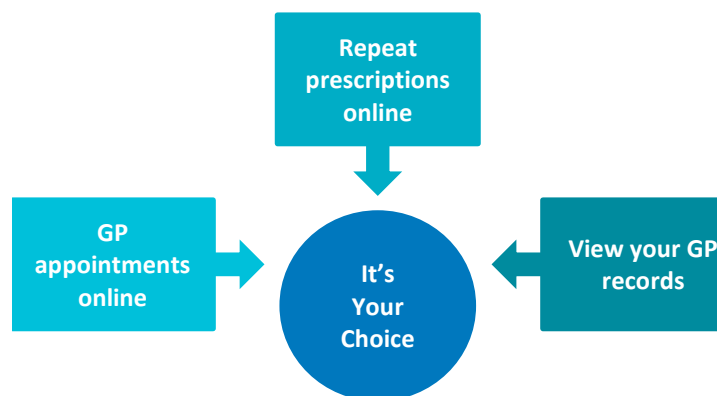 Repeat
prescriptions
online
GP
appointments
online
It's
Your
Choice
View your GP
records